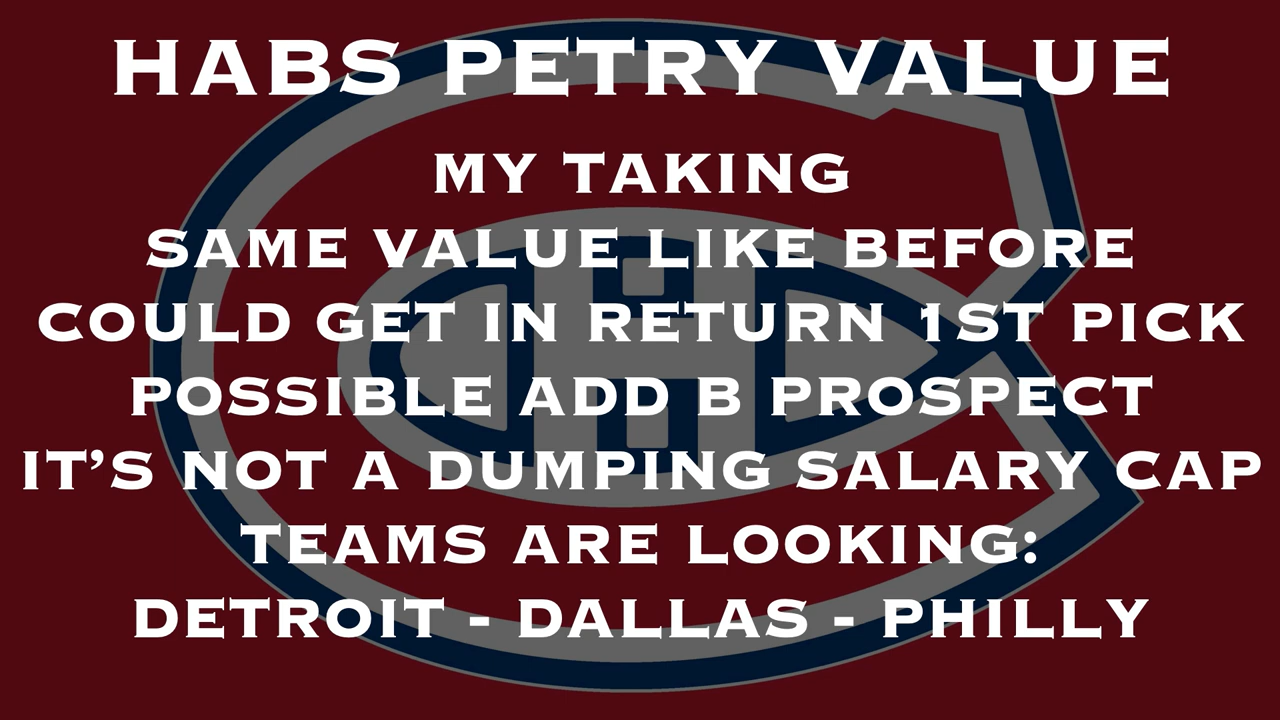 HABS PETRY VALUE
MY TAKING
SAME VALUE LIKE BEFORE
COULD GET IN RETURN 1ST PICK
POSSIBLE ADD B PROSPECT
IT'S NOT A DUMPING SALARY CAP
TEAMS ARE LOOKING:
DETROIT - DALLAS - PHILLY